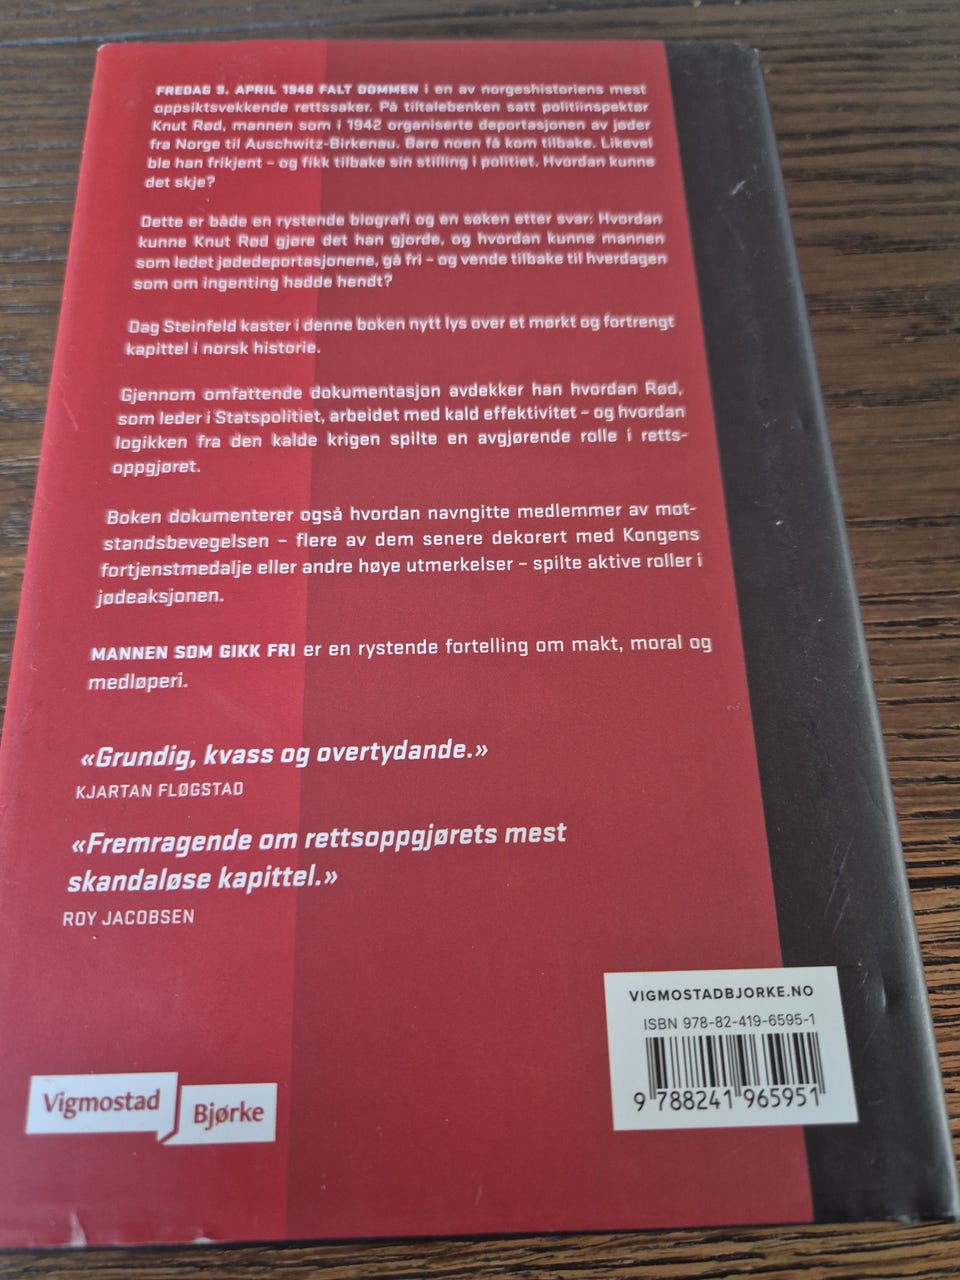 FREDAG 9. APRIL 1948 FALT DOMMEN i en av norgeshistoriens mest
oppsiktsvekkende rettssaker. På tiltalebenken satt politiinspektør
Knut Rød, mannen som i 1942 organiserte deportasjonen av jøder
fra Norge til Auschwitz-Birkenau. Bare noen få kom tilbake. Likevel
ble han frikjent – og fikk tilbake sin stilling i politiet. Hvordan kunne
det skje?
Dette er både en rystende biografi og en søken etter svar: Hvordan
kunne Knut Rød gjøre det han gjorde, og hvordan kunne mannen
som ledet jødedeportasjonene, gå fri – og vende tilbake til hverdagen
som om ingenting hadde hendt?
Dag Steinfeld kaster i denne boken nytt lys over et mørkt og fortrengt
kapittel i norsk historie.
Gjennom omfattende dokumentasjon avdekker han hvordan Rød,
som leder i Statspolitiet, arbeidet med kald effektivitet – og hvordan
logikken fra den kalde krigen spilte en avgjørende rolle i retts-
oppgjøret.
Boken dokumenterer også hvordan navngitte medlemmer av mot-
standsbevegelsen – flere av dem senere dekorert med Kongens
fortjenstmedalje eller andre høye utmerkelser – spilte aktive roller i
jødeaksjonen.
MANNEN SOM GIKK FRI er en rystende fortelling om makt, moral og
medløperi.
«Grundig, kvass og overtydande.»
KJARTAN FLØGSTAD
«Fremragende om rettsoppgjørets mest
skandaløse kapittel.»
ROY JACOBSEN
VIGMOSTADBJORKE.NO
ISBN 978-82-419-6595-1
9 788241 965951
Vigmostad
Bjørke